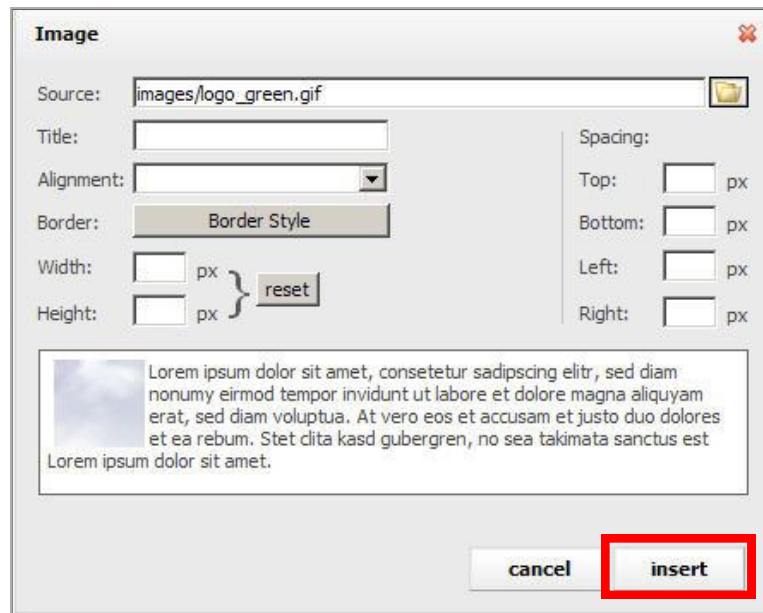 Image
Source: images/logo_green.gif
Title:
Spacing:
Alignment:
Top: px
Border: Border Style
Bottom: px
Width: px
Left: px
reset
Height: px
Right: px
Lorem ipsum dolor sit amet, consetetur sadipscing elitr, sed diam
nonumy eirmod tempor invidunt ut labore et dolore magna aliquyam
erat, sed diam voluptua. At vero eos et accusam et justo duo dolores
et ea rebum. Stet clita kasd gubergren, no sea takimata sanctus est
Lorem ipsum dolor sit amet.
cancel insert